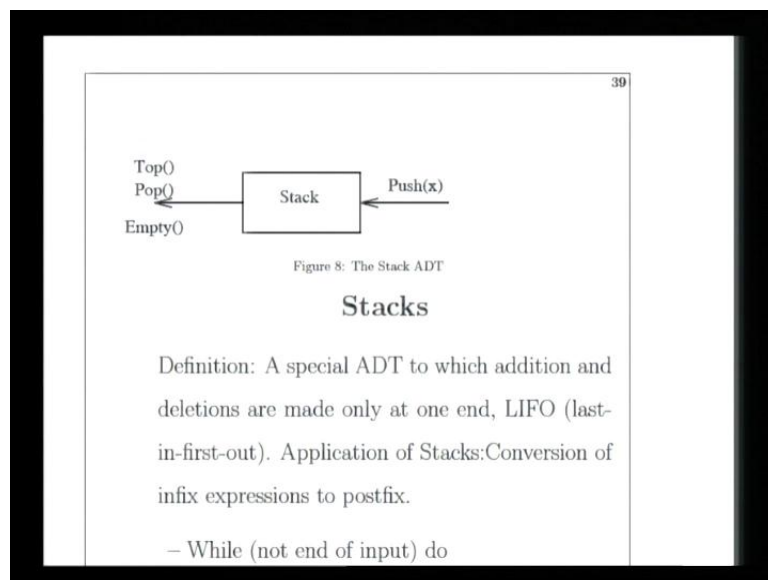 39
Top()
Pop()
Stack
Push(x)
Empty()
Figure 8: The Stack ADT
Stacks
Definition: A special ADT to which addition and
deletions are made only at one end, LIFO (last-
in-first-out). Application of Stacks:Conversion of
infix expressions to postfix.
– While (not end of input) do